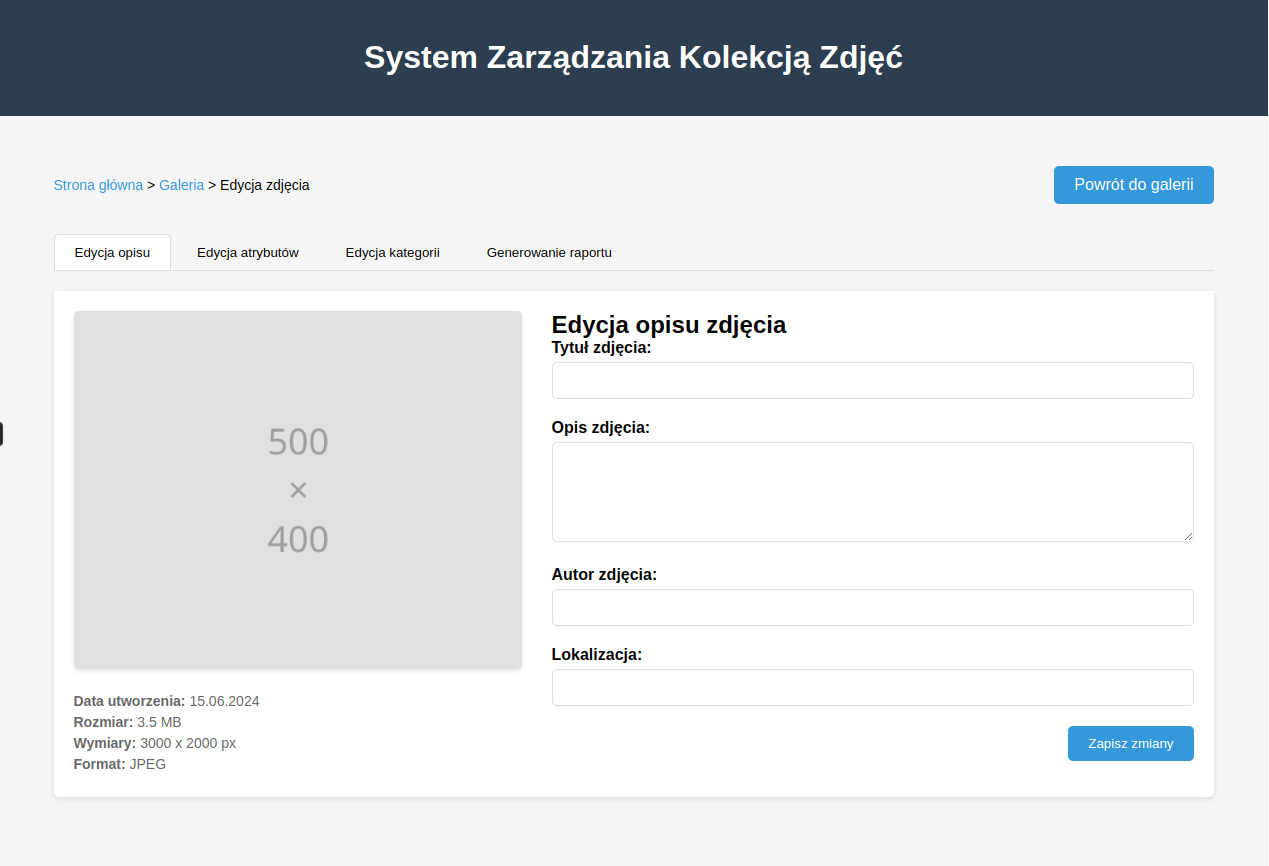 System Zarządzania Kolekcją Zdjęć
Strona główna > Galeria > Edycja zdjęcia
Powrót do galerii
Edycja opisu
Edycja atrybutów
Edycja kategorii
Generowanie raportu
500
×
400
Data utworzenia: 15.06.2024
Rozmiar: 3.5 MB
Wymiary: 3000 x 2000 px
Format: JPEG
Edycja opisu zdjęcia
Tytuł zdjęcia:
Opis zdjęcia:
Autor zdjęcia:
Lokalizacja:
Zapisz zmiany